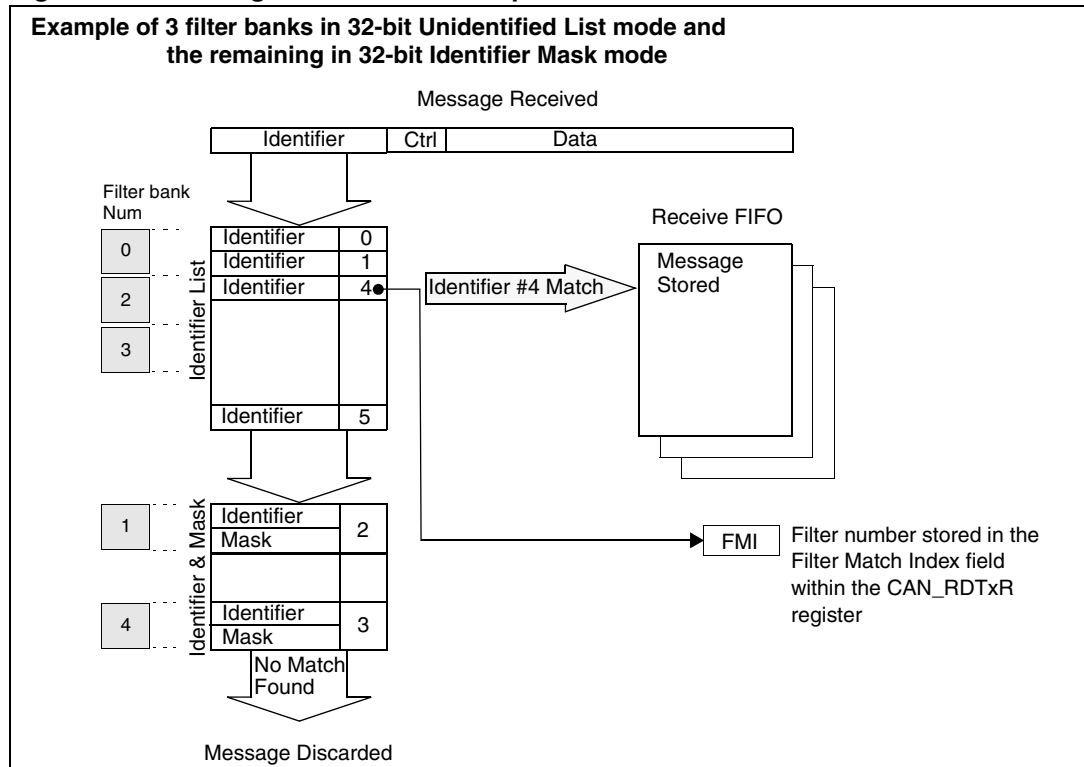 Example of 3 filter banks in 32-bit Unidentified List mode and
the remaining in 32-bit Identifier Mask mode
Message Received
Identifier Ctrl Data
Filter bank
Num
Receive FIFO
0
2
3
Identifier List
Identifier 0
Identifier 1
Identifier 4
Identifier 5
Identifier #4 Match
Message
Stored
1
4
Identifier & Mask
Identifier
Mask
2
Identifier
Mask
3
FMI
Filter number stored in the
Filter Match Index field
within the CAN_RDTxR
register
No Match
Found
Message Discarded